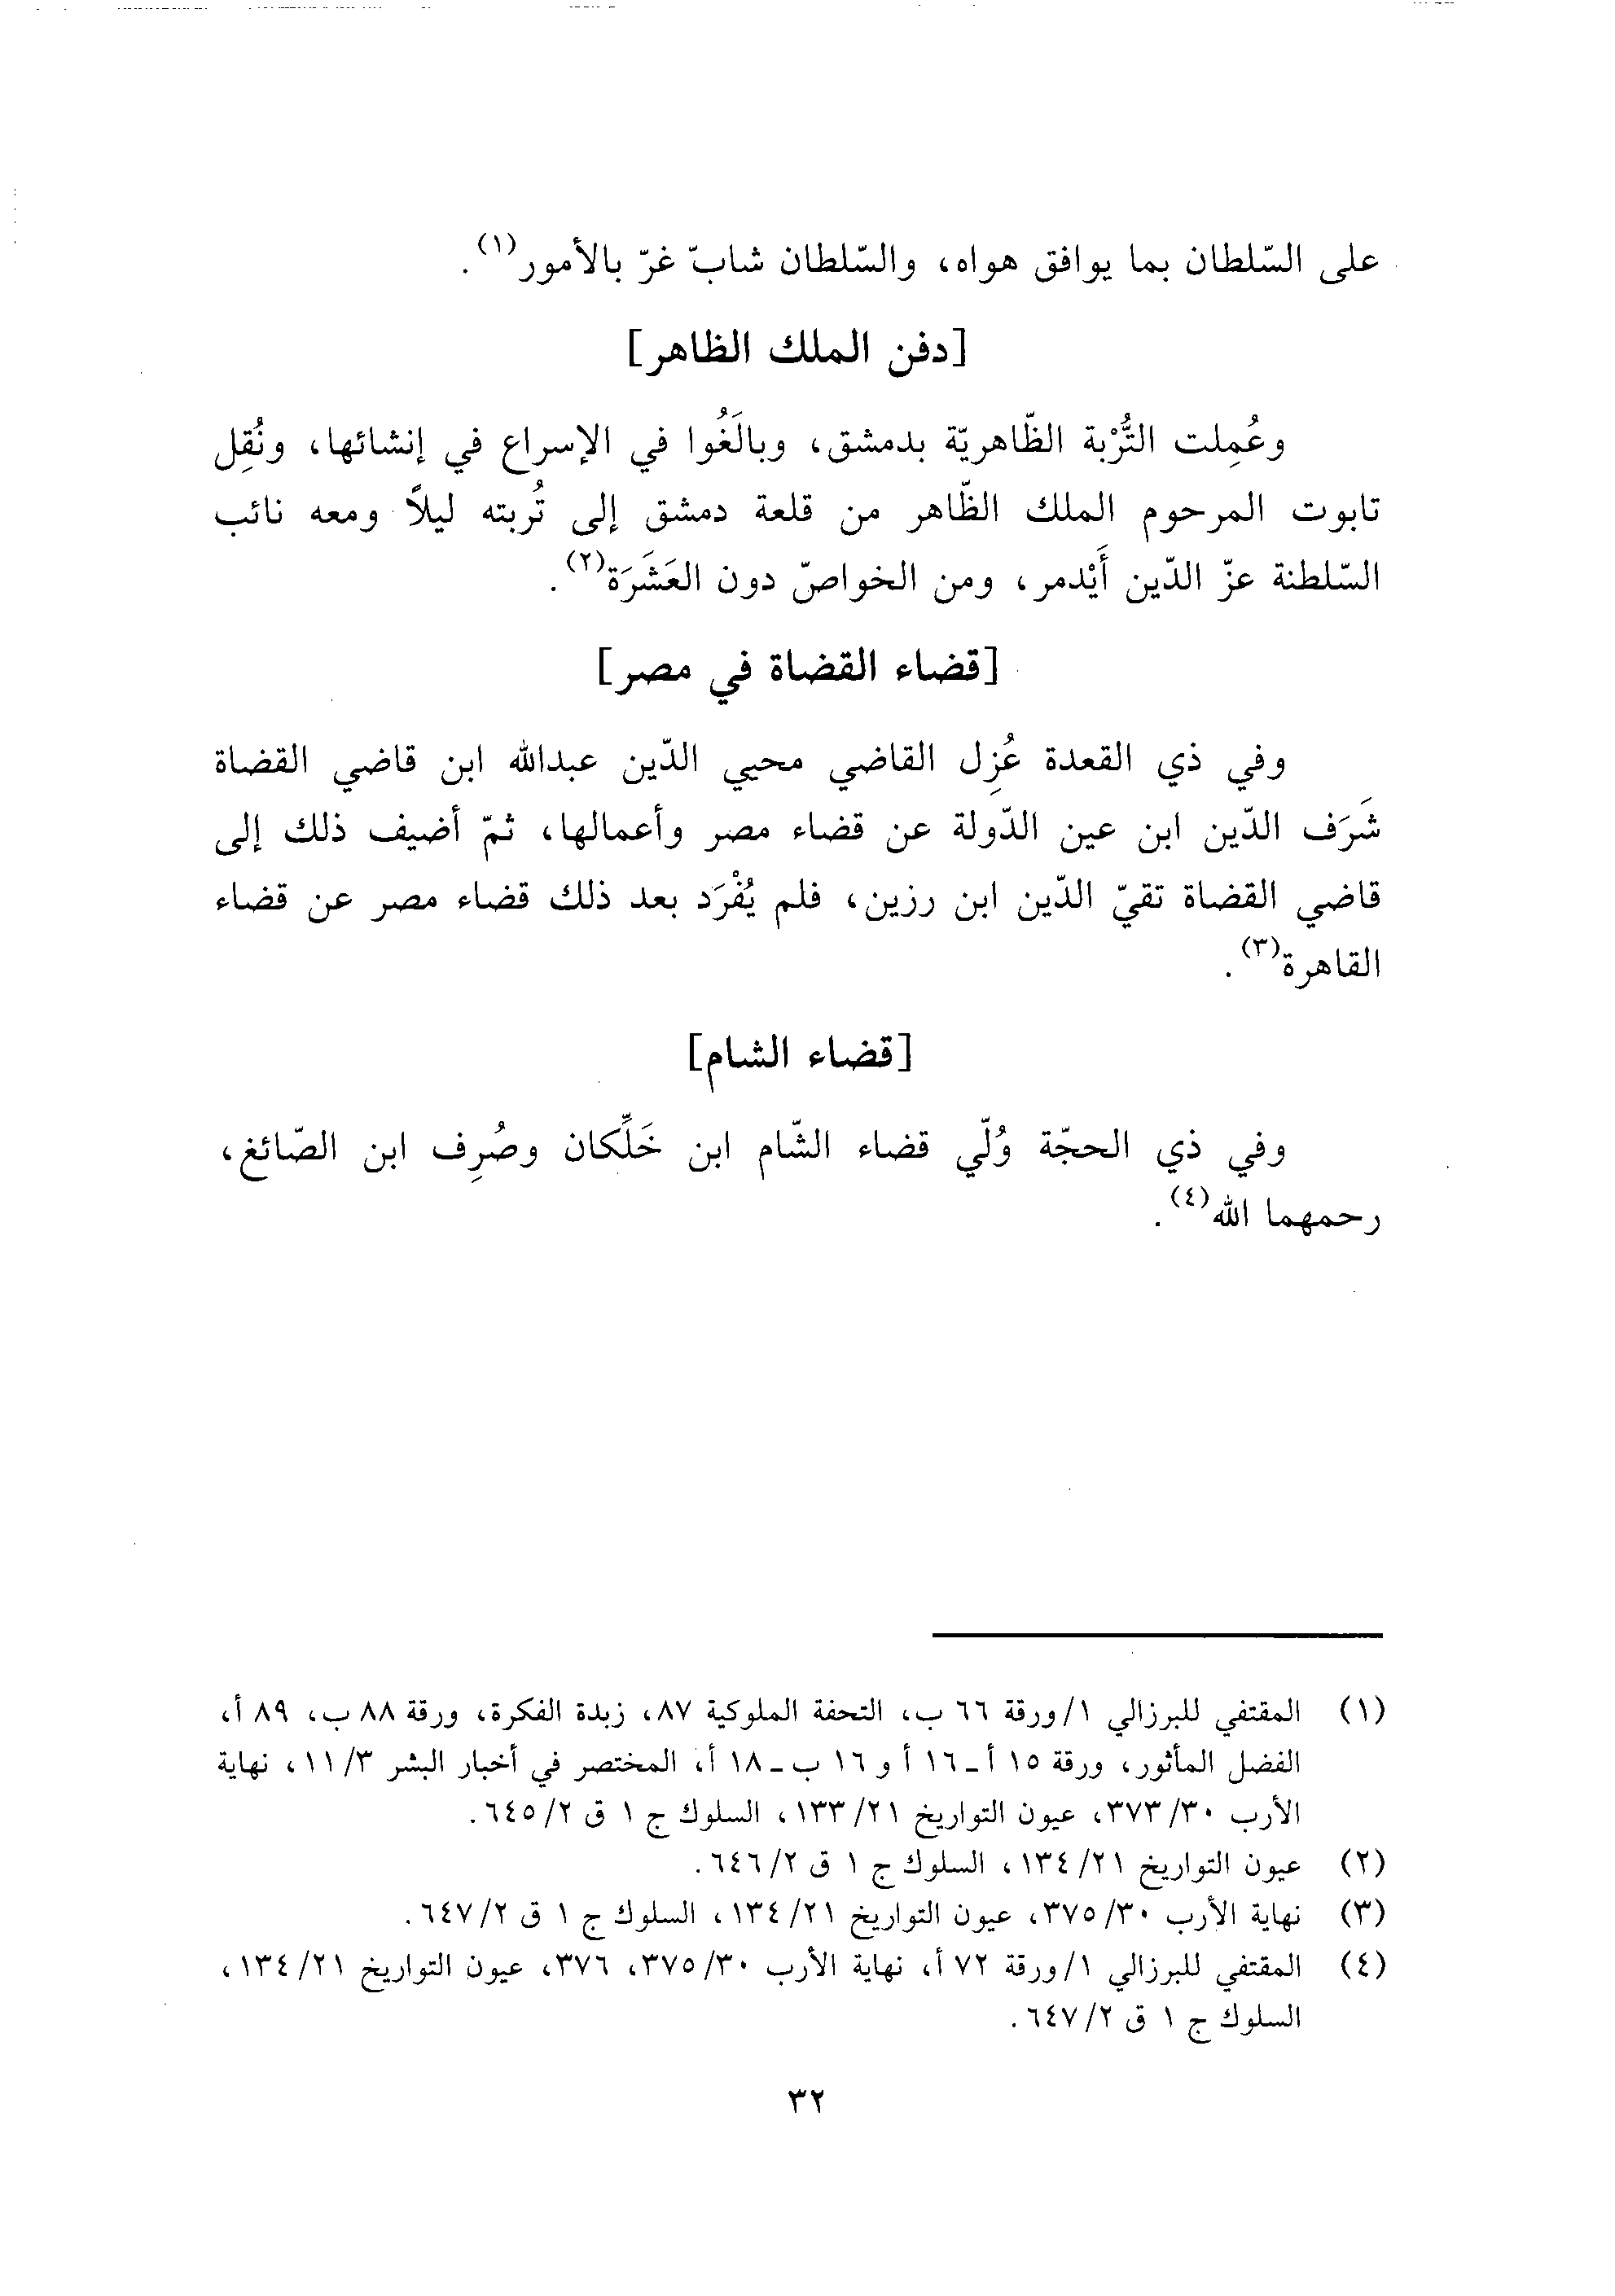 على السّلطان بما يوافق هواه، والسّلطان شابّ غرّ بالأمور(١).
[دفن الملك الظاهر]
وعُمِلت التُّرْبة الظّاهريّة بدمشق، وبالَغُوا في الإسراع في إنشائها، ونُقِل
تابوت المرحوم الملك الظّاهر من قلعة دمشق إلى تُربته ليلاً ومعه نائب
السّلطنة عزّ الدّين أَيْدمر، ومن الخواصّ دون العَشَرَة(٢).
[قضاء القضاة في مصر]
وفي ذي القعدة عُزِل القاضي محيي الدّين عبدالله ابن قاضي القضاة
شَرَف الدّين ابن عين الدّولة عن قضاء مصر وأعمالها، ثمّ أضيف ذلك إلى
قاضي القضاة تقيّ الدّين ابن رزين، فلم يُفْرَد بعد ذلك قضاء مصر عن قضاء
القاهرة(٣).
[قضاء الشام]
وفي ذي الحجّة وُلّي قضاء الشّام ابن خَلِّكان وصُرِف ابن الصّائغ،
رحمهما الله(٤).
(١) المقتفي للبرزالي ١/ورقة ٦٦ ب، التحفة الملوكية ٨٧، زبدة الفكرة، ورقة ٨٨ ب، ٨٩ أ،
الفضل المأثور، ورقة ١٥ أ ـ ١٦ أ و ١٦ ب ـ ١٨ أ، المختصر في أخبار البشر ٣/ ١١، نهاية
الأرب ٣٠/ ٣٧٣، عيون التواريخ ٢١/ ١٣٣، السلوك ج ١ ق ٢/ ٦٤٥.
(٢) عيون التواريخ ٢١/ ١٣٤، السلوك ج ١ ق ٢/ ٦٤٦.
(٣) نهاية الأرب ٣٠/ ٣٧٥، عيون التواريخ ٢١/ ١٣٤، السلوك ج ١ ق ٢/ ٦٤٧.
(٤) المقتفي للبرزالي ١/ورقة ٧٢ أ، نهاية الأرب ٣٠/ ٣٧٥، ٣٧٦، عيون التواريخ ٢١/ ١٣٤،
السلوك ج ١ ق ٢/ ٦٤٧.
٣٢